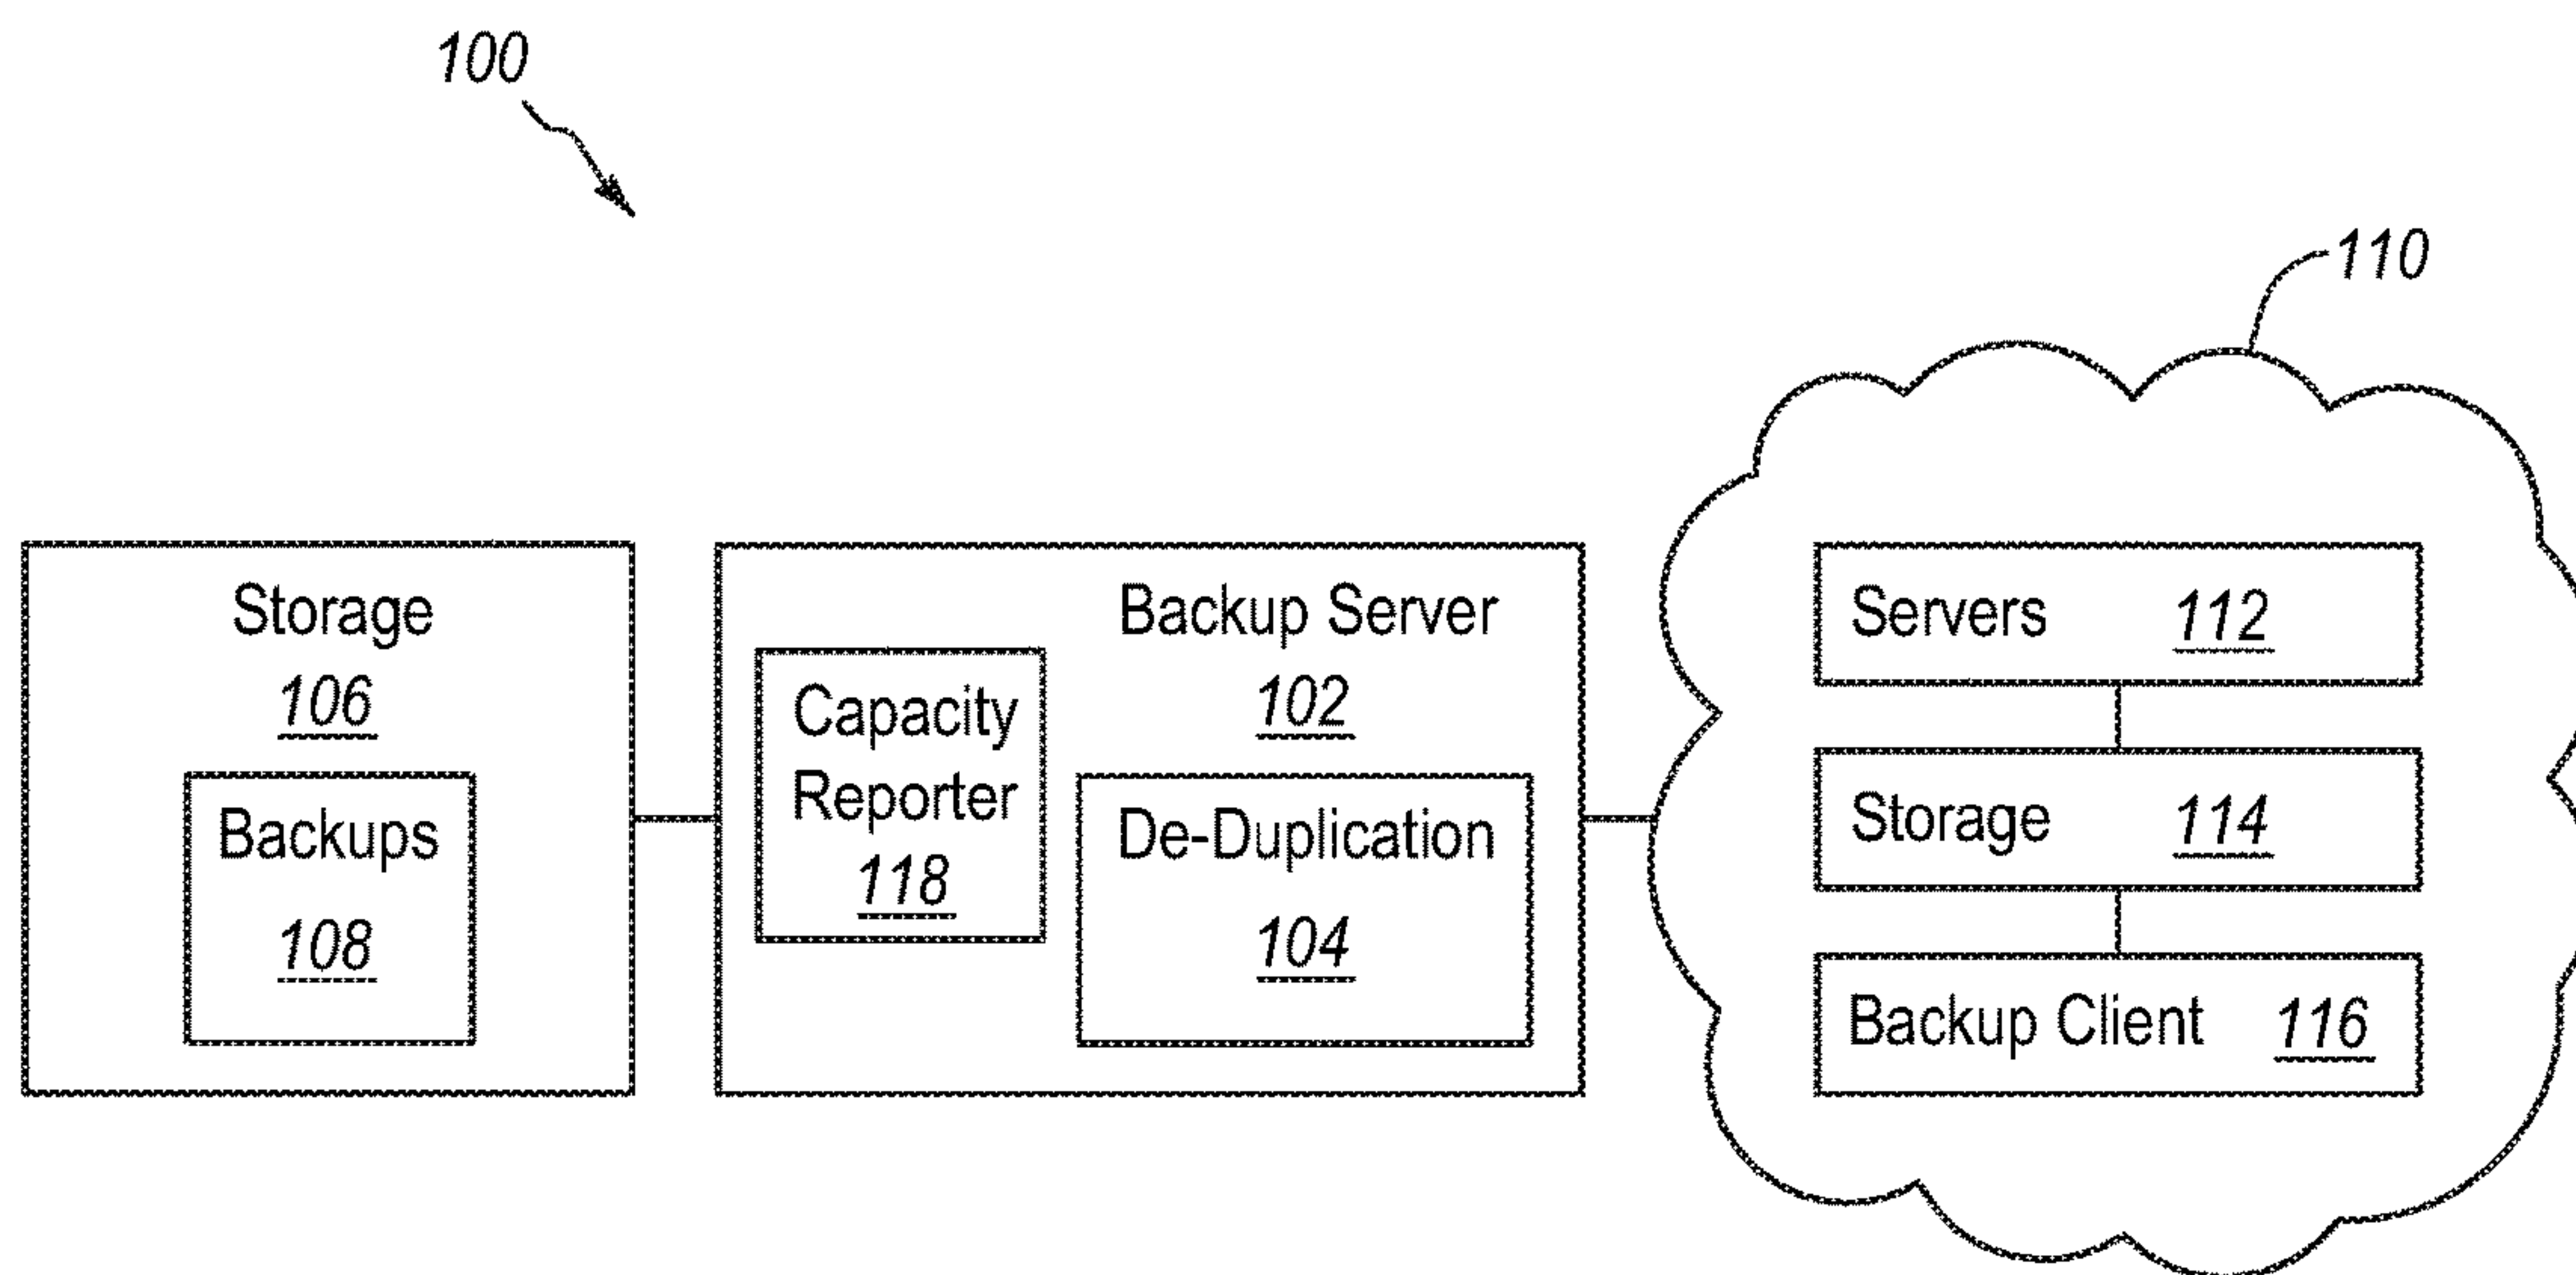 100
110
Storage
106
Backups
108
Backup Server
102
Capacity
Reporter
118
De-Duplication
104
Servers 112
Storage 114
Backup Client 116